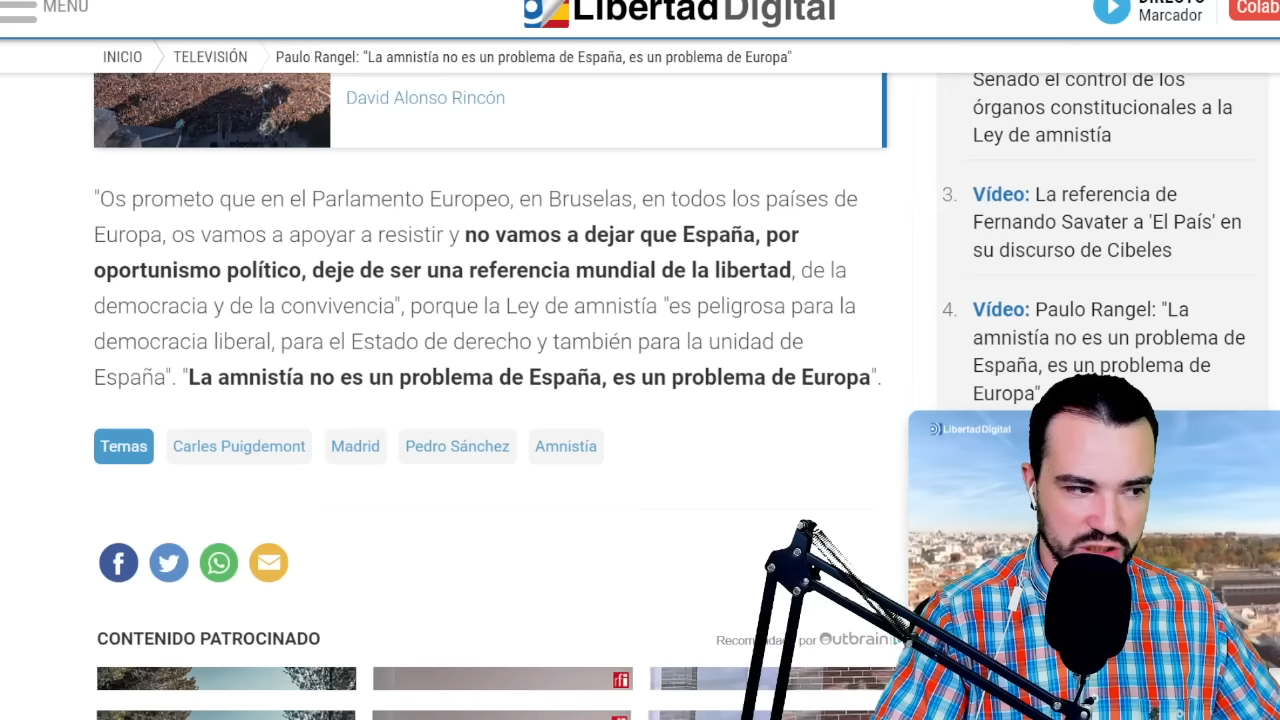 MENÚ
Libertad Digital
DIRECTO
Marcador
Colab
INICIO
TELEVISIÓN
Paulo Rangel: "La amnistía no es un problema de España, es un problema de Europa"
David Alonso Rincón
"Os prometo que en el Parlamento Europeo, en Bruselas, en todos los países de
Europa, os vamos a apoyar a resistir y no vamos a dejar que España, por
oportunismo político, deje de ser una referencia mundial de la libertad, de la
democracia y de la convivencia", porque la Ley de amnistía "es peligrosa para la
democracia liberal, para el Estado de derecho y también para la unidad de
España". "La amnistía no es un problema de España, es un problema de Europa".
Temas
Carles Puigdemont
Madrid
Pedro Sánchez
Amnistía
CONTENIDO PATROCINADO
por Outbrain
rfi
Senado el control de los
órganos constitucionales a la
Ley de amnistía
3. Vídeo: La referencia de
Fernando Savater a 'El País' en
su discurso de Cibeles
4. Vídeo: Paulo Rangel: "La
amnistía no es un problema de
España, es un problema de
Europa"
Libertad Digital